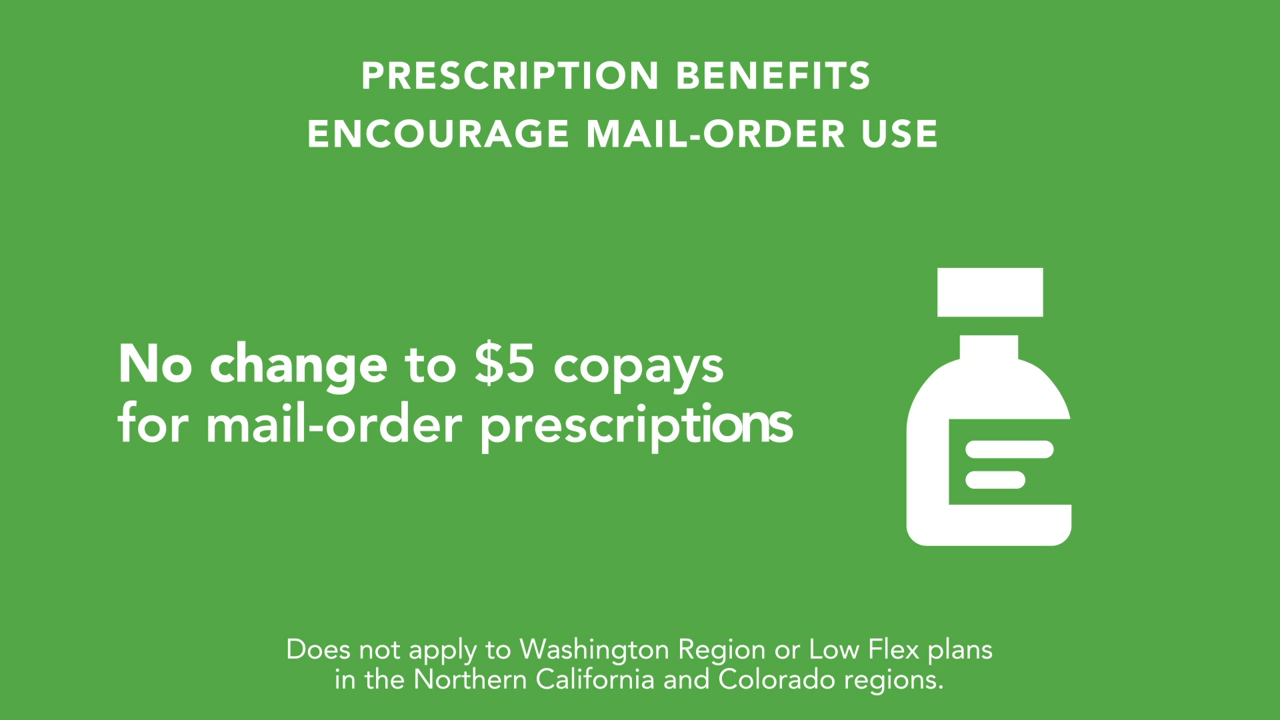 PRESCRIPTION BENEFITS
ENCOURAGE MAIL-ORDER USE
No change to $5 copays
for mail-order prescriptions
Does not apply to Washington Region or Low Flex plans
in the Northern California and Colorado regions.